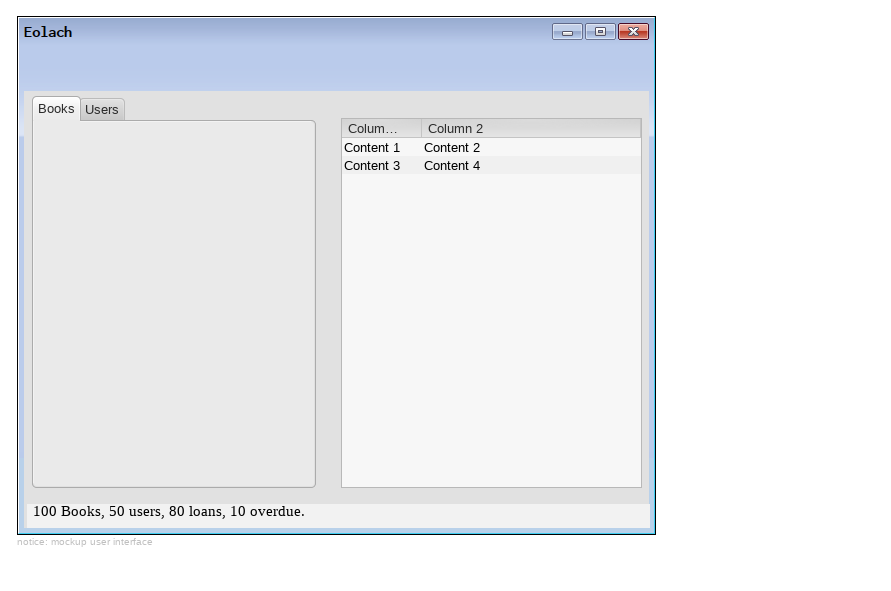 Eolach
Books Users
Colum... Column 2
Content 1 Content 2
Content 3 Content 4
100 Books, 50 users, 80 loans, 10 overdue.
notice: mockup user interface